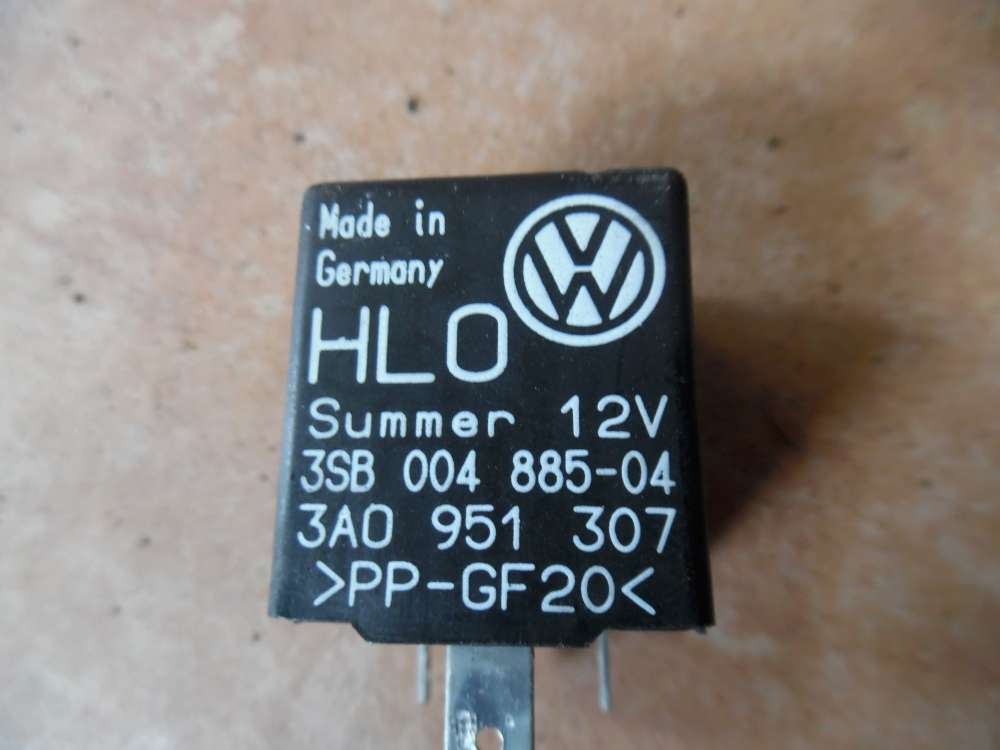 Made in
Germany
HLO
Summer 12V
3SB 004 885-04
3A0 951 307
>PP-GF20<